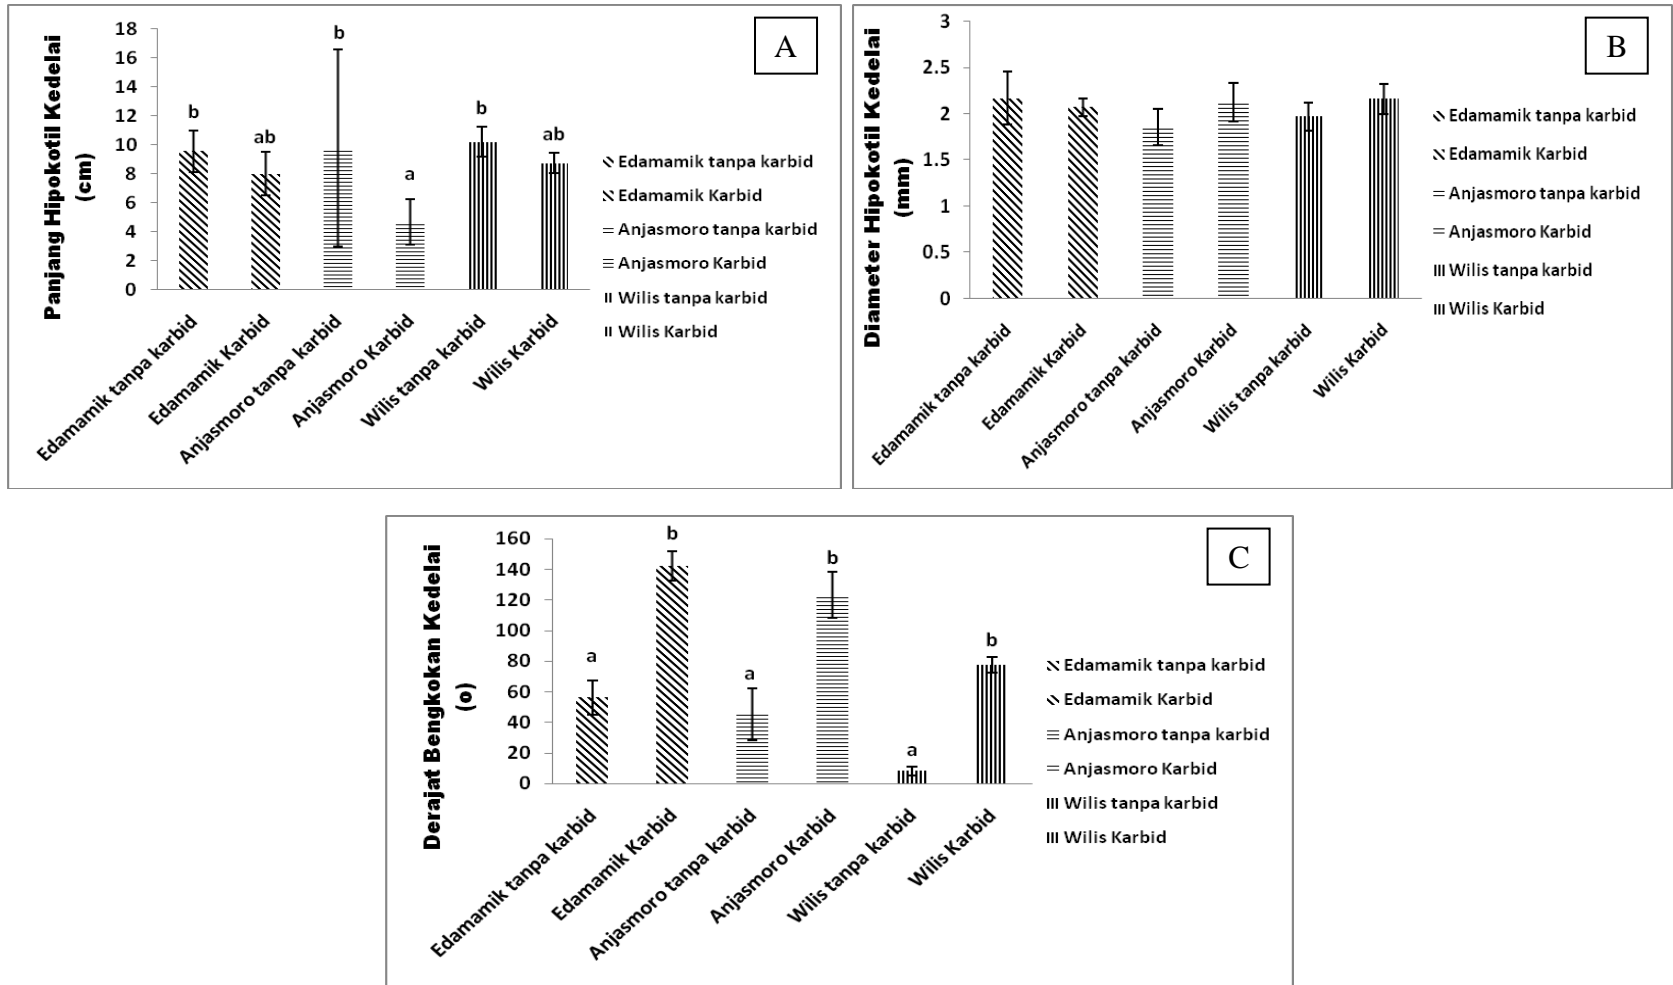 A
Panjang Hipokotil Kedelai
(cm)
18
16
14
12
10
8
6
4
2
0
b
ab
b
a
b
ab
Edamamik tanpa karbid
Edamamik Karbid
Anjasmoro tanpa karbid
Anjasmoro Karbid
Wilis tanpa karbid
Wilis Karbid
Edamamik tanpa karbid
Edamamik Karbid
Anjasmoro tanpa karbid
Anjasmoro Karbid
Wilis tanpa karbid
Wilis Karbid
B
Diameter Hipokotil Kedelai
(mm)
3
2.5
2
1.5
1
0.5
0
Edamamik tanpa karbid
Edamamik Karbid
Anjasmoro tanpa karbid
Anjasmoro Karbid
Wilis tanpa karbid
Wilis Karbid
Edamamik tanpa karbid
Edamamik Karbid
Anjasmoro tanpa karbid
Anjasmoro Karbid
Wilis tanpa karbid
Wilis Karbid
C
Derajat Bengkokan Kedelai
(o)
160
140
120
100
80
60
40
20
0
a
b
a
b
a
b
Edamamik tanpa karbid
Edamamik Karbid
Anjasmoro tanpa karbid
Anjasmoro Karbid
Wilis tanpa karbid
Wilis Karbid
Edamamik tanpa karbid
Edamamik Karbid
Anjasmoro tanpa karbid
Anjasmoro Karbid
Wilis tanpa karbid
Wilis Karbid